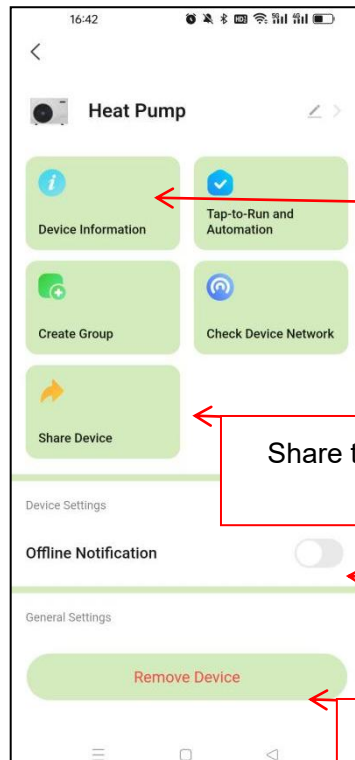 16:42
Heat Pump
Device Information
Tap-to-Run and
Automation
Create Group
Check Device Network
Share Device
Share t
Device Settings
Offline Notification
General Settings
Remove Device